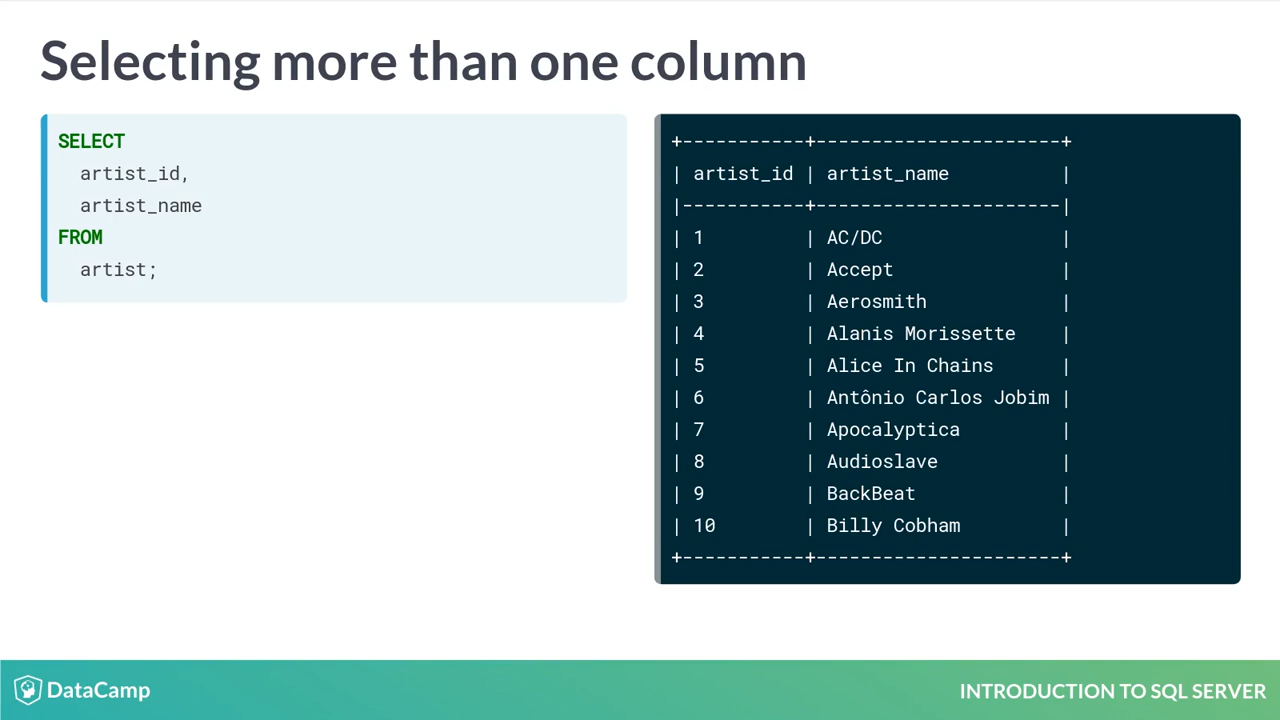 Selecting more than one column
SELECT
  artist_id,
  artist_name
FROM
  artist;
+-----------+----------------------+
| artist_id | artist_name          |
|-----------+----------------------|
| 1         | AC/DC                |
| 2         | Accept               |
| 3         | Aerosmith            |
| 4         | Alanis Morissette    |
| 5         | Alice In Chains      |
| 6         | Antônio Carlos Jobim |
| 7         | Apocalyptica         |
| 8         | Audioslave           |
| 9         | BackBeat             |
| 10        | Billy Cobham         |
+-----------+----------------------+
DataCamp
INTRODUCTION TO SQL SERVER